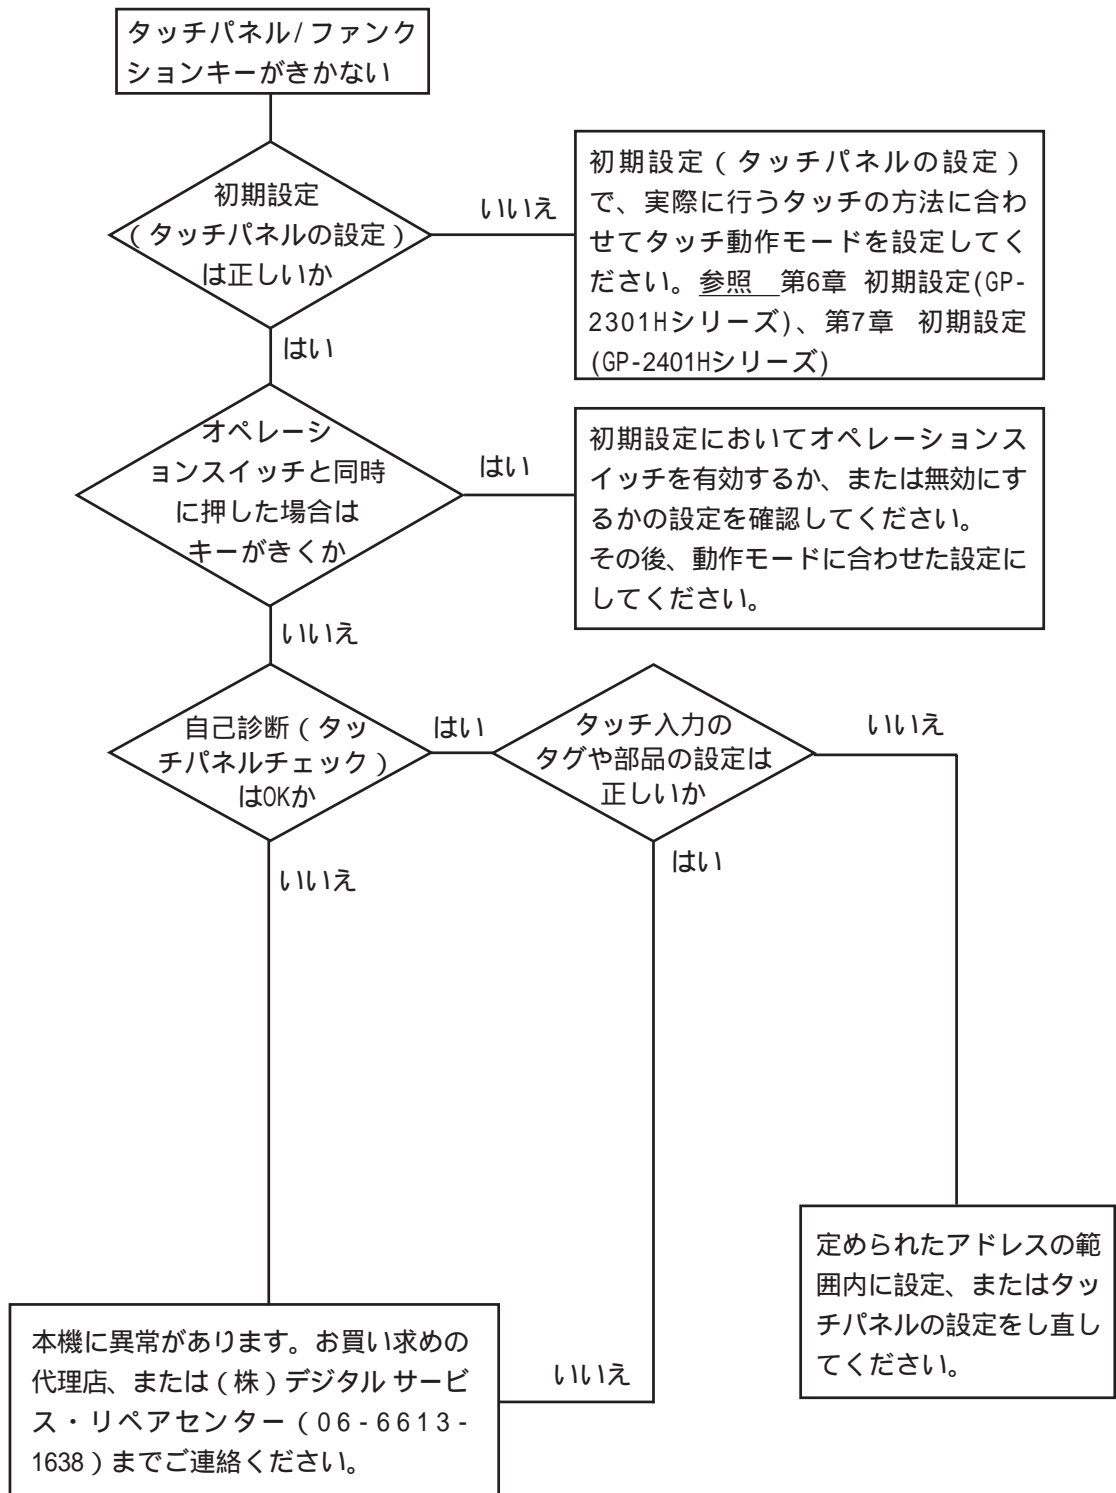 タッチパネル/ファンク
ションキーがきかない
初期設定
(タッチパネルの設定)
は正しいか
いいえ
初期設定(タッチパネルの設定)
で、実際に行うタッチの方法に合わ
せてタッチ動作モードを設定してく
ださい。参照 第6章 初期設定(GP-
2301Hシリーズ)、第7章 初期設定
(GP-2401Hシリーズ)
はい
オペレーシ
ョンスイッチと同時
に押した場合は
キーがきくか
はい
初期設定においてオペレーションス
イッチを有効するか、または無効にす
るかの設定を確認してください。
その後、動作モードに合わせた設定に
してください。
いいえ
自己診断(タッ
チパネルチェック)
はOKか
はい
タッチ入力の
タグや部品の設定は
正しいか
いいえ
はい
いいえ
定められたアドレスの範
囲内に設定、またはタッ
チパネルの設定をし直し
てください。
本機に異常があります。お買い求めの
代理店、または(株)デジタル サービ
ス・リペアセンター(06-6613-
1638)までご連絡ください。
いいえ